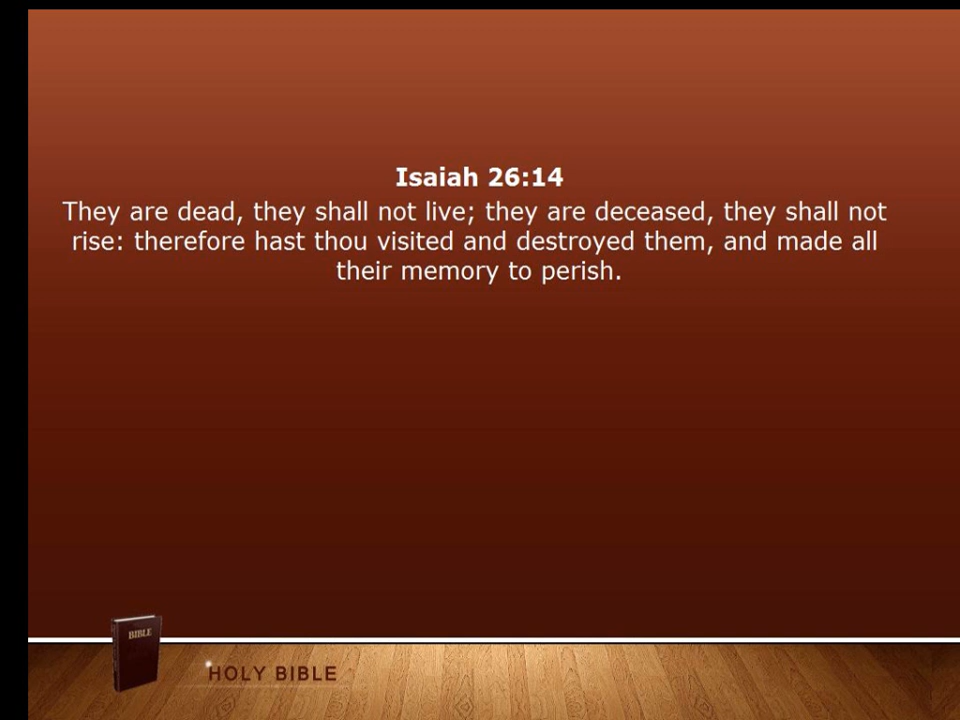 Isaiah 26:14
They are dead, they shall not live; they are deceased, they shall not
rise: therefore hast thou visited and destroyed them, and made all
their memory to perish.
BIBLE
HOLY BIBLE